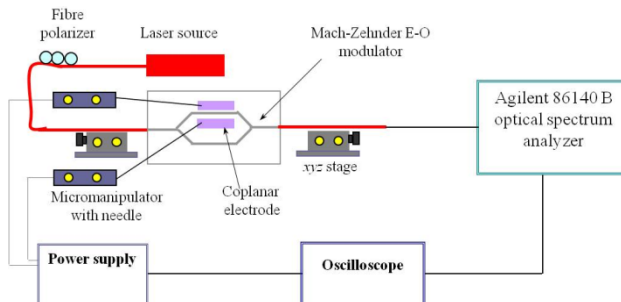 Fibre
polarizer
Laser source
Mach-Zehnder E-O
modulator
Agilent 86140 B
optical spectrum
analyzer
xyz stage
Micromanipulator
with needle
Coplanar
electrode
Power supply
Oscilloscope